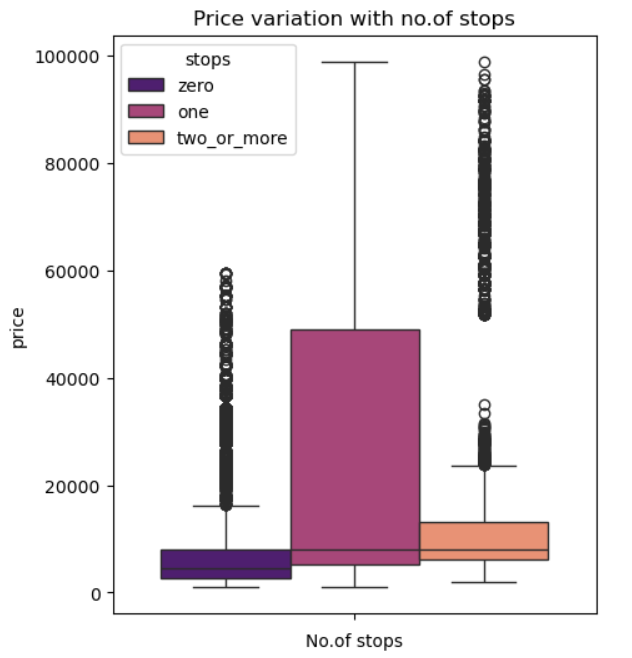 Price variation with no.of stops
stops
zero
one
two_or_more
100000
80000
60000
40000
20000
0
price
No.of stops